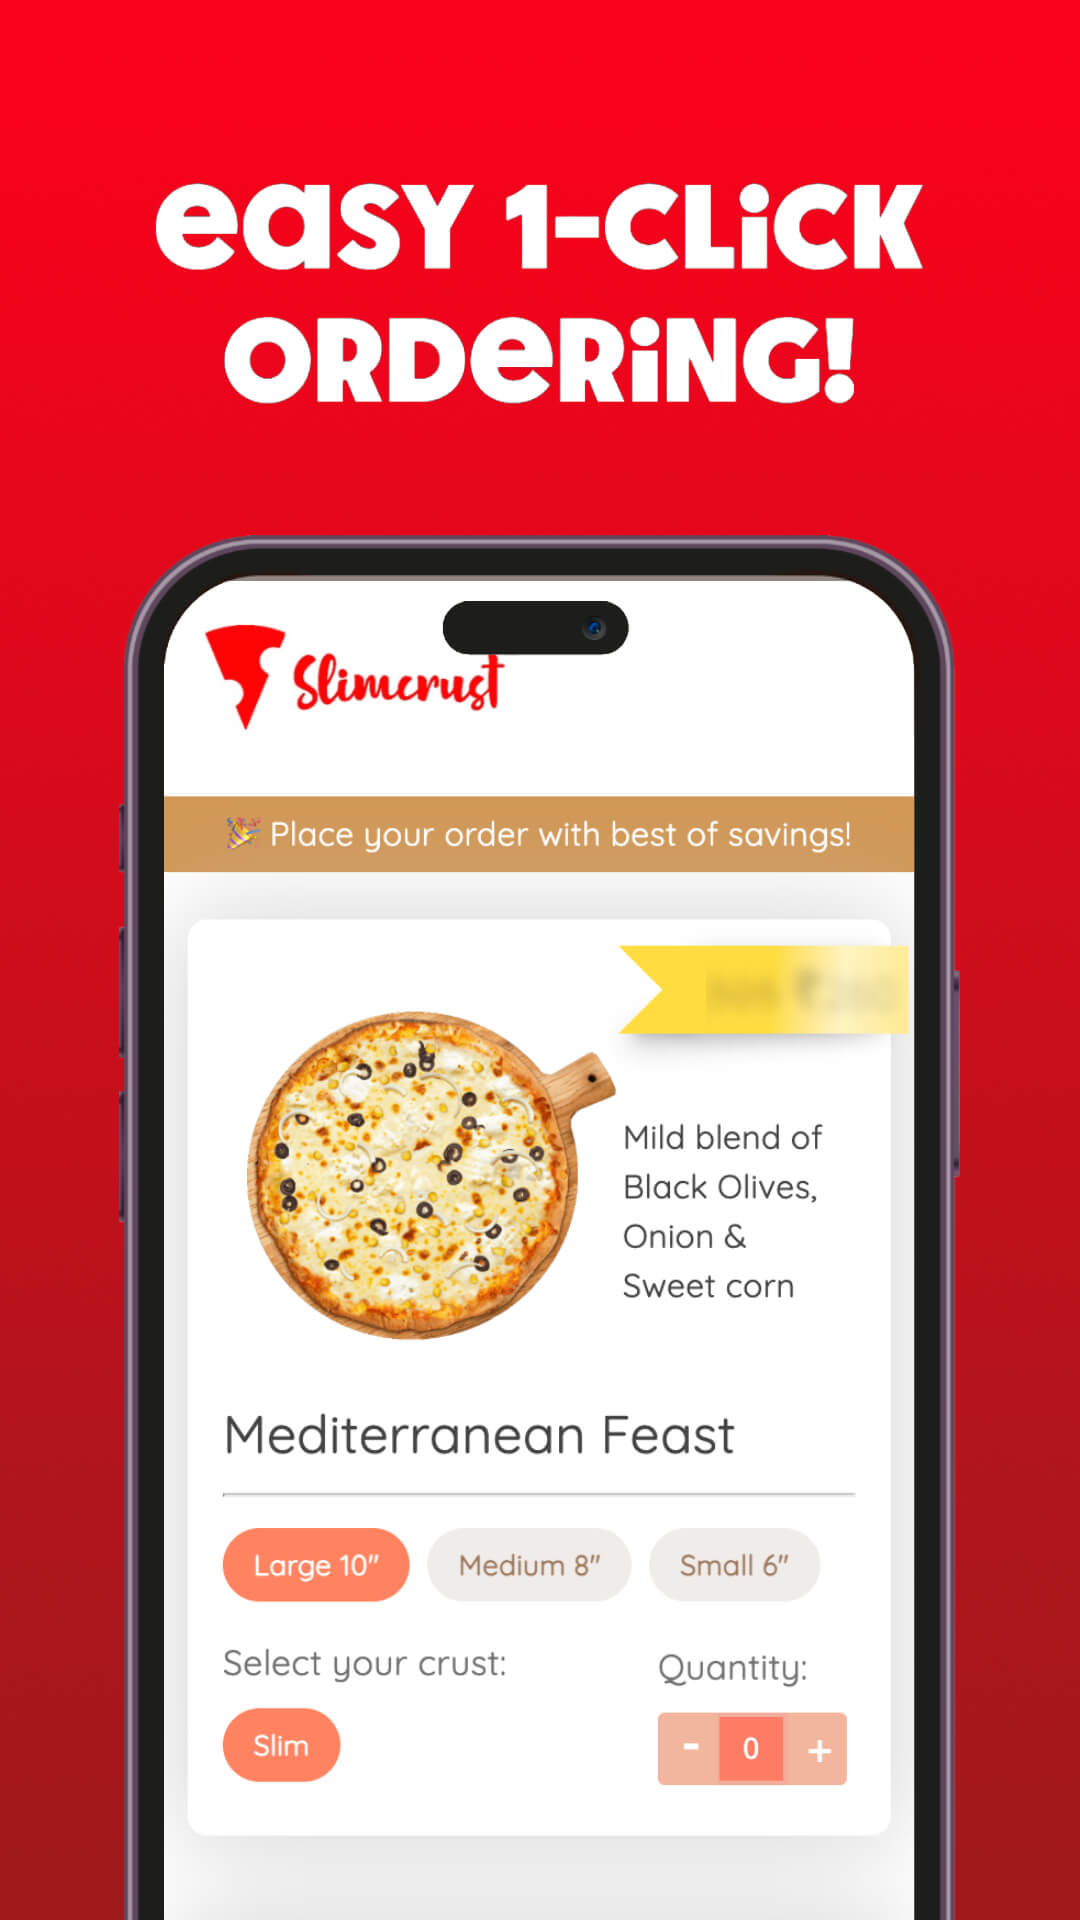 easy 1-click
ordering!
Slimcrust
🎉 Place your order with best of savings!
Mild blend of
Black Olives,
Onion &
Sweet corn
Mediterranean Feast
Large 10" Medium 8" Small 6"
Select your crust: Quantity:
Slim - 0 +